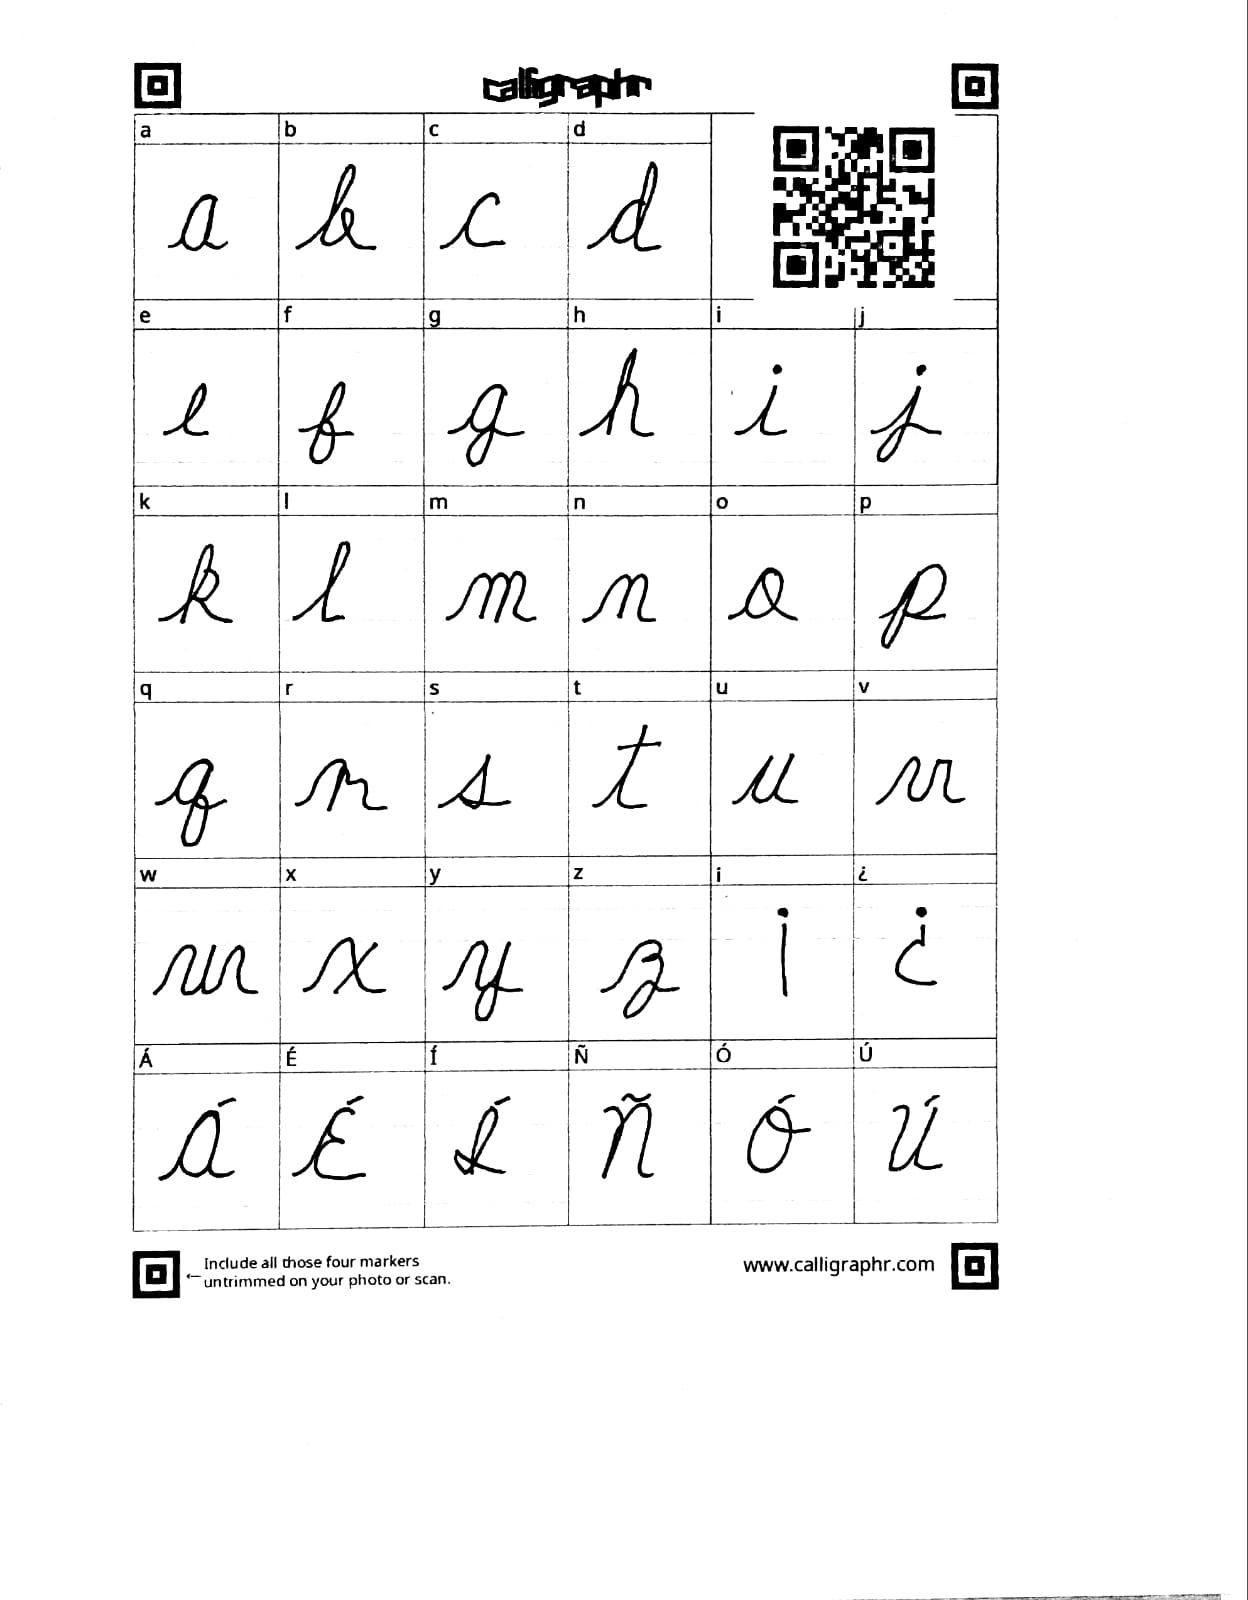 calligraphr
a b c d
a b c d
e f g h i j
e f g h i j
k l m n o p
k l m n o p
q r s t u v
q r s t u v
w x y z ¡ ¿
w x y z ¡ ¿
Á É Í Ñ Ó Ú
Á É Í Ñ Ó Ú
Include all those four markers
← untrimmed on your photo or scan.
www.calligraphr.com